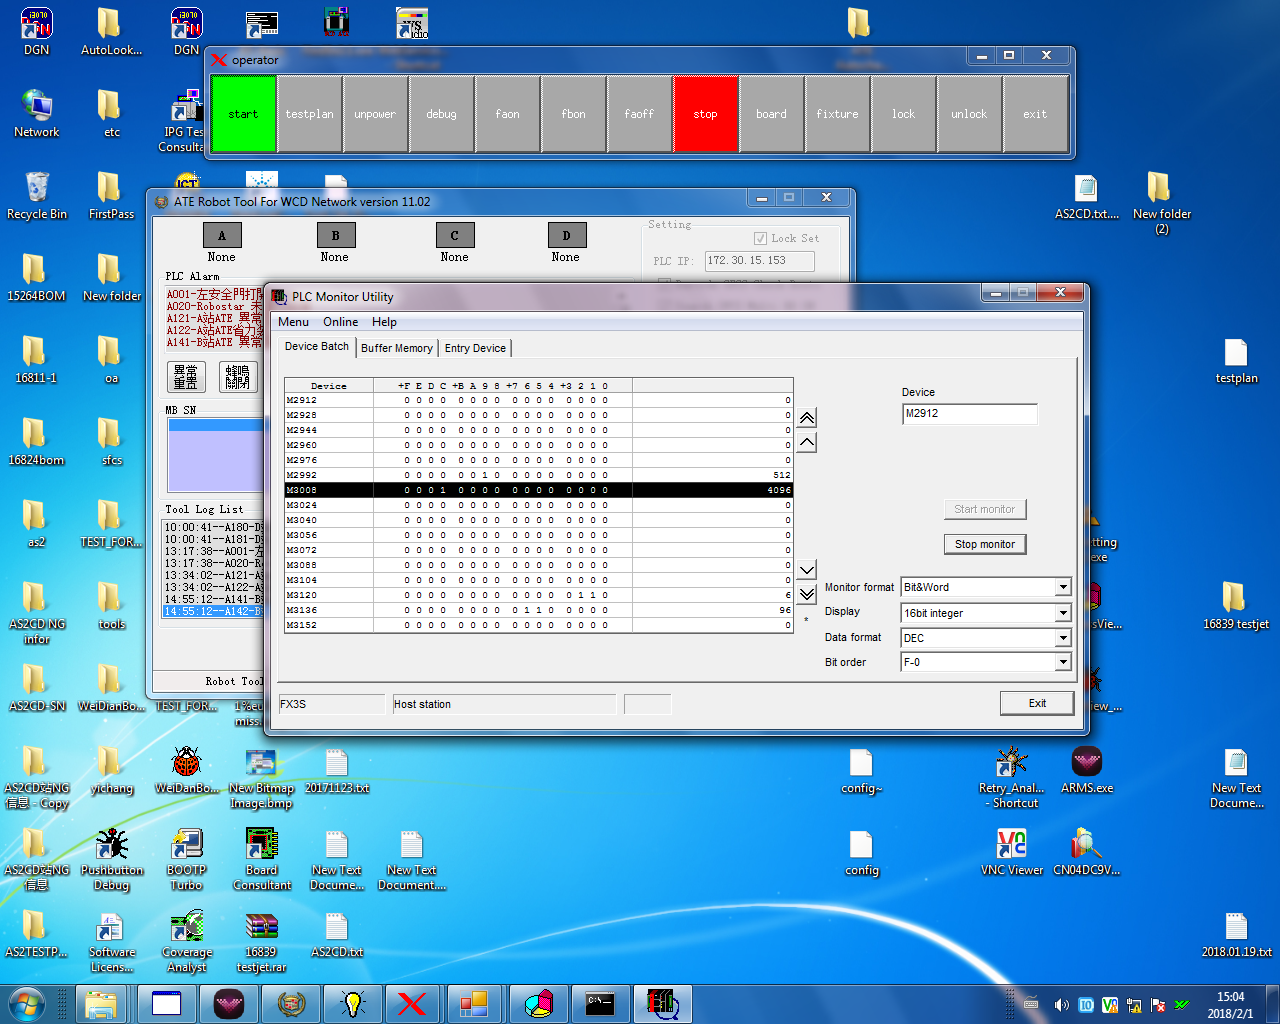 DGN
AutoLook...
DGN
operator
start
testplan
unpower
debug
faon
fbon
faoff
stop
board
fixture
lock
unlock
exit
Network
etc
IPG Test
Consulta
Recycle Bin
FirstPass
AS2CD.txt....
New folder
(2)
ATE Robot Tool For WCD Network version 11.02
A
B
C
D
None
None
None
None
Setting
Lock Set
PLC IP:
172.30.15.153
PLC Alarm
A001-左安全門打開
A020-Robostar 未
A121-A站ATE 異常
A122-A站ATE省力
A141-B站ATE 異常
異常
重置
蜂鳴
關閉
MB SN
Tool Log List
10:00:41--A180-D
10:00:41--A181-D
13:17:38--A001-左
13:17:38--A020-R
13:34:02--A121-A
13:34:02--A122-A
14:55:12--A141-B
14:55:12--A142-B
Robot Tool
PLC Monitor Utility
Menu
Online
Help
Device Batch
Buffer Memory
Entry Device
Device +F E D C +B A 9 8 +7 6 5 4 +3 2 1 0
M2912 0 0 0 0 0 0 0 0 0 0 0 0 0 0 0 0 0
M2928 0 0 0 0 0 0 0 0 0 0 0 0 0 0 0 0 0
M2944 0 0 0 0 0 0 0 0 0 0 0 0 0 0 0 0 0
M2960 0 0 0 0 0 0 0 0 0 0 0 0 0 0 0 0 0
M2976 0 0 0 0 0 0 0 0 0 0 0 0 0 0 0 0 0
M2992 0 0 0 0 0 0 1 0 0 0 0 0 0 0 0 0 512
M3008 0 0 0 1 0 0 0 0 0 0 0 0 0 0 0 0 4096
M3024 0 0 0 0 0 0 0 0 0 0 0 0 0 0 0 0 0
M3040 0 0 0 0 0 0 0 0 0 0 0 0 0 0 0 0 0
M3056 0 0 0 0 0 0 0 0 0 0 0 0 0 0 0 0 0
M3072 0 0 0 0 0 0 0 0 0 0 0 0 0 0 0 0 0
M3088 0 0 0 0 0 0 0 0 0 0 0 0 0 0 0 0 0
M3104 0 0 0 0 0 0 0 0 0 0 0 0 0 0 0 0 0
M3120 0 0 0 0 0 0 0 0 0 0 0 0 0 1 1 0 6
M3136 0 0 0 0 0 0 0 0 0 1 1 0 0 0 0 0 96
M3152 0 0 0 0 0 0 0 0 0 0 0 0 0 0 0 0 0
Device
M2912
Start monitor
Stop monitor
Monitor format
Bit&Word
Display
16bit integer
*
Data format
DEC
Bit order
F-0
FX3S
Host station
Exit
15264BOM
New folder
16811-1
oa
testplan
16824bom
sfcs
as2
TEST_FOR...
etting
exe
AS2CD NG
infor
tools
sVie...
16839 testjet
AS2CD-SN
WeiDianBo...
TEST_FOR...
1%eu
miss.
iew_...
AS2CD站NG
信息 - Copy
yichang
WeiDanBo...
New Bitmap
Image.bmp
20171123.txt
config~
Retry_Anal...
- Shortcut
ARMS.exe
New Text
Docume...
AS2CD站NG
信息
Pushbutton
Debug
BOOTP
Turbo
Board
Consultant
New Text
Docume...
New Text
Document....
config
VNC Viewer
CN04DC9V...
AS2TESTP...
Software
Licens...
Coverage
Analyst
16839
testjet.rar
AS2CD.txt
2018.01.19.txt
15:04
2018/2/1